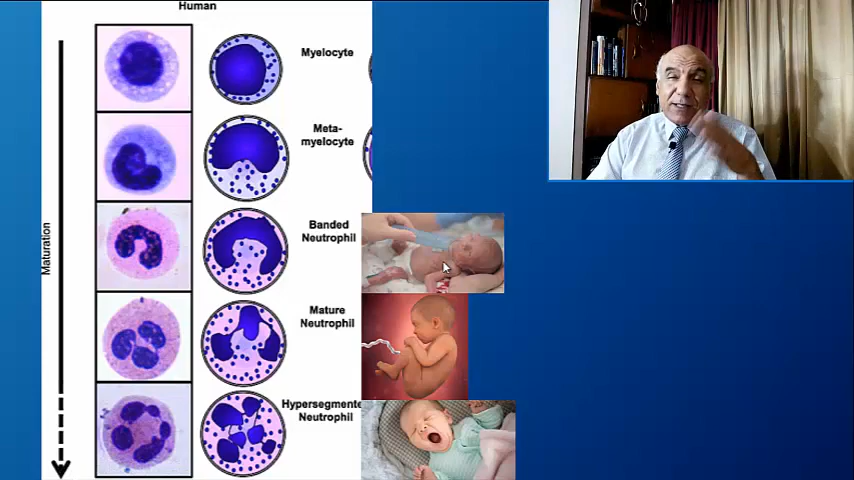 Human
Myelocyte
Meta-
myelocyte
Banded
Neutrophil
Mature
Neutrophil
Hypersegmente
Neutrophil
Maturation